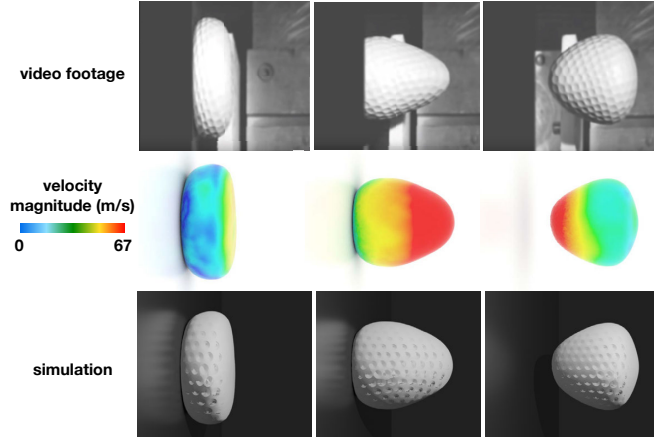 video footage
velocity
magnitude (m/s)
0 67
simulation